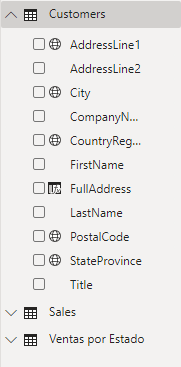 Customers
AddressLine1
AddressLine2
City
CompanyN...
CountryReg...
FirstName
FullAddress
LastName
PostalCode
StateProvince
Title
Sales
Ventas por Estado